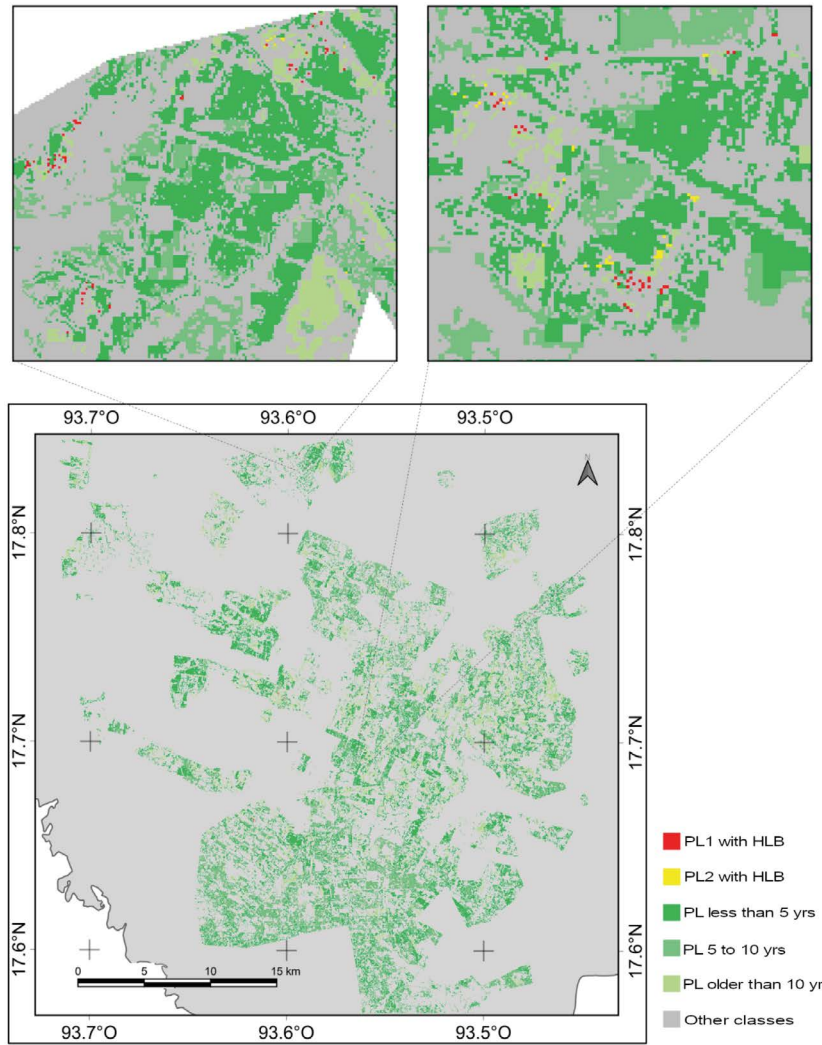 93.7°O 93.6°O 93.5°O
N
17.8°N 17.8°N
17.7°N 17.7°N
PL1 with HLB
PL2 with HLB
PL less than 5 yrs
PL 5 to 10 yrs
17.6°N 17.6°N
0 5 10 15 km
PL older than 10 yr
Other classes
93.7°O 93.6°O 93.5°O